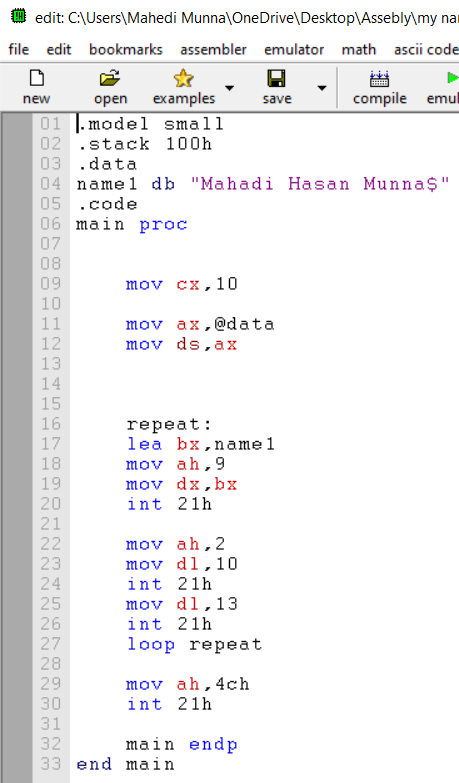 edit: C:\Users\Mahedi Munna\OneDrive\Desktop\Assebly\my nar
file edit bookmarks assembler emulator math ascii code
new open examples save compile emul
01 .model small
02 .stack 100h
03 .data
04 name1 db "Mahadi Hasan Munna$"
05 .code
06 main proc
07
08
09 mov cx,10
10
11 mov ax,@data
12 mov ds,ax
13
14
15
16 repeat:
17 lea bx,name1
18 mov ah,9
19 mov dx,bx
20 int 21h
21
22 mov ah,2
23 mov dl,10
24 int 21h
25 mov dl,13
26 int 21h
27 loop repeat
28
29 mov ah,4ch
30 int 21h
31
32 main endp
33 end main